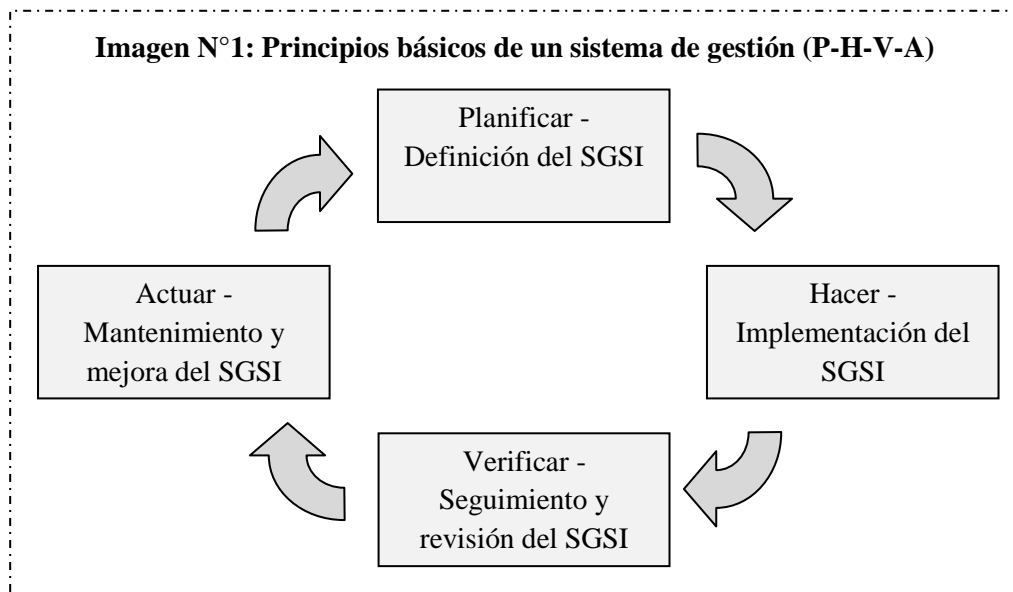 Imagen N°1: Principios básicos de un sistema de gestión (P-H-V-A)
Planificar -
Definición del SGSI
Hacer -
Implementación del
SGSI
Verificar -
Seguimiento y
revisión del SGSI
Actuar -
Mantenimiento y
mejora del SGSI